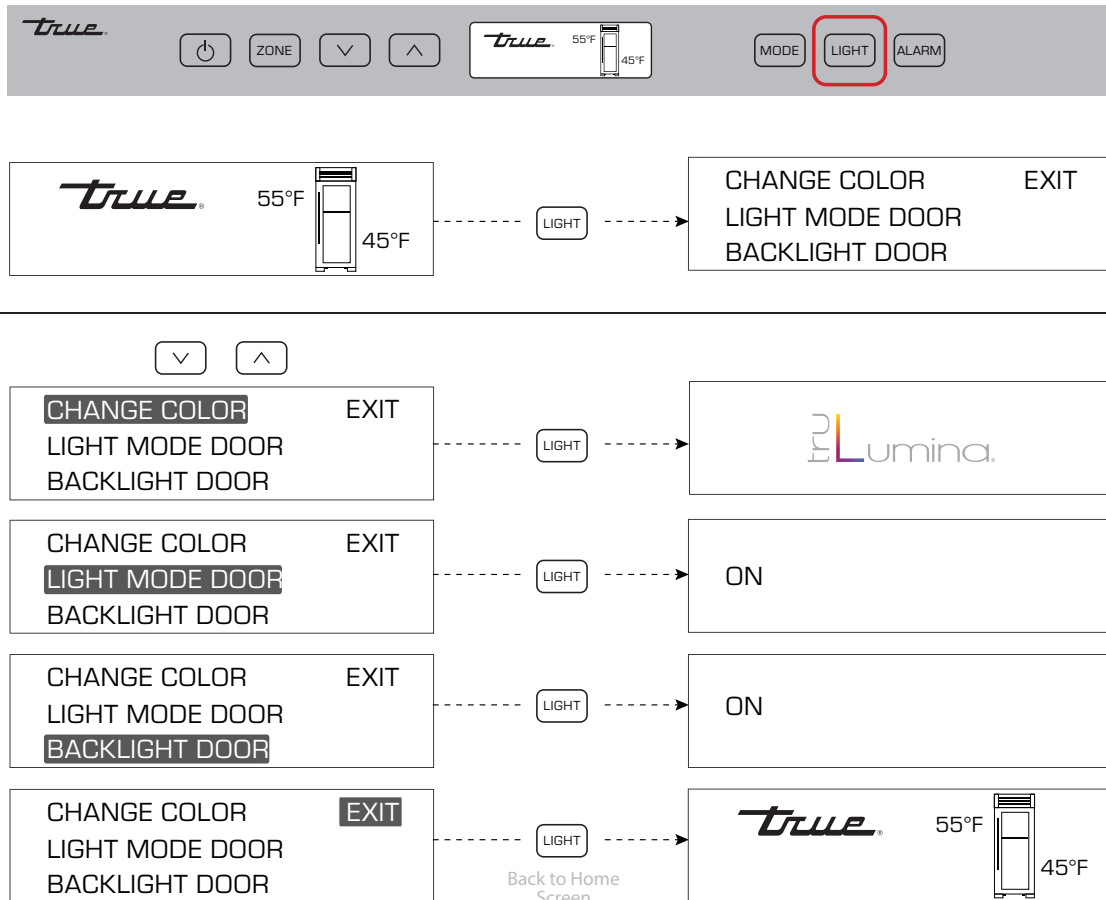 true®
ZONE
true® 55°F
45°F
MODE LIGHT ALARM
true® 55°F
45°F
LIGHT
CHANGE COLOR EXIT
LIGHT MODE DOOR
BACKLIGHT DOOR
CHANGE COLOR EXIT
LIGHT MODE DOOR
BACKLIGHT DOOR
LIGHT
tru Lumina®
CHANGE COLOR EXIT
LIGHT MODE DOOR
BACKLIGHT DOOR
LIGHT
ON
CHANGE COLOR EXIT
LIGHT MODE DOOR
BACKLIGHT DOOR
LIGHT
ON
CHANGE COLOR EXIT
LIGHT MODE DOOR
BACKLIGHT DOOR
LIGHT
Back to Home
Screen
true® 55°F
45°F